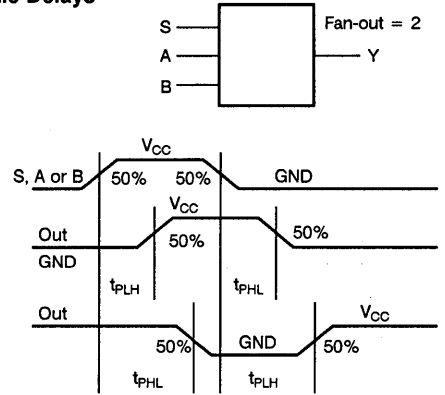 S
Fan-out = 2
A
Y
B
VCC
S, A or B
50%
50%
GND
VCC
Out
50%
50%
GND
tPLH
tPHL
Out
VCC
50%
GND
50%
tPHL
tPLH